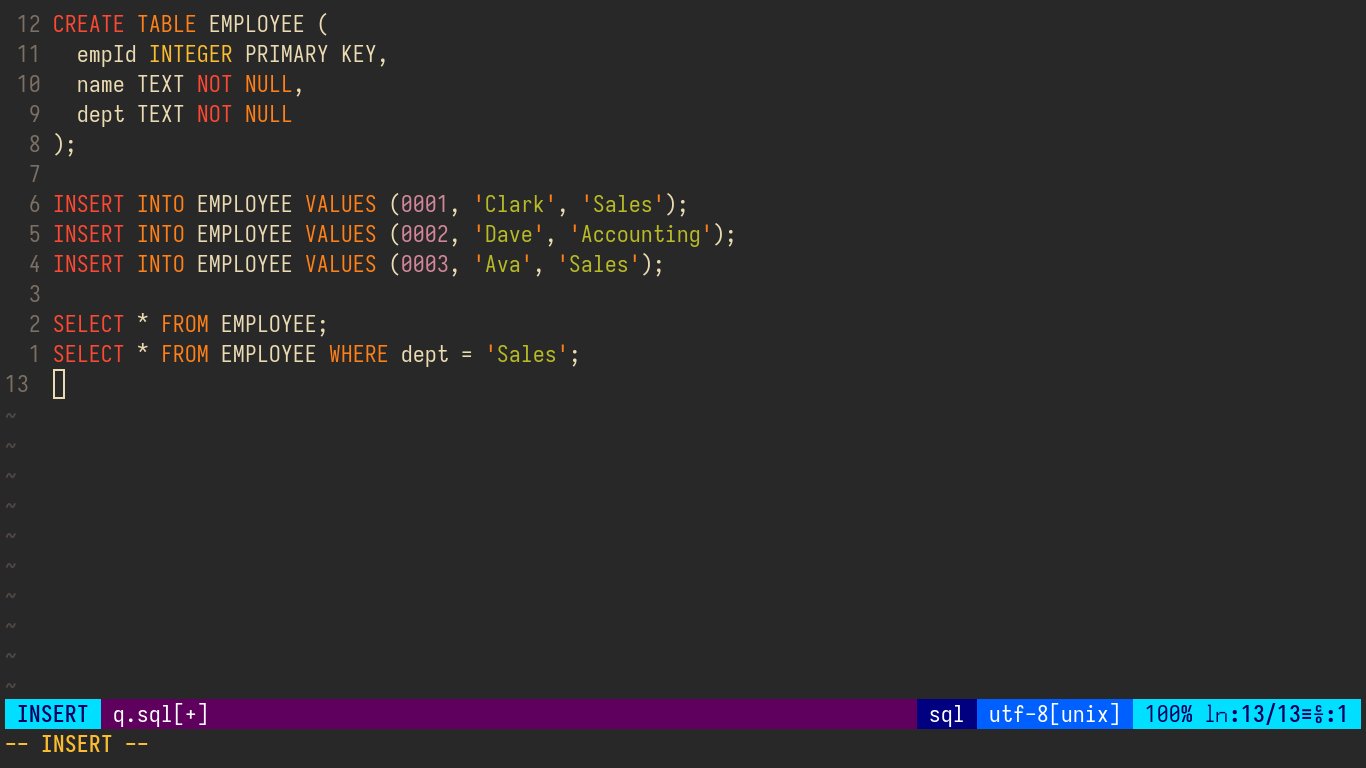 12 CREATE TABLE EMPLOYEE (
11   empId INTEGER PRIMARY KEY,
10   name TEXT NOT NULL,
9   dept TEXT NOT NULL
8 );
7
6 INSERT INTO EMPLOYEE VALUES (0001, 'Clark', 'Sales');
5 INSERT INTO EMPLOYEE VALUES (0002, 'Dave', 'Accounting');
4 INSERT INTO EMPLOYEE VALUES (0003, 'Ava', 'Sales');
3
2 SELECT * FROM EMPLOYEE;
1 SELECT * FROM EMPLOYEE WHERE dept = 'Sales';
13
~
~
~
~
~
~
~
~
~
~
INSERT q.sql[+] sql utf-8[unix] 100% ln:13/13≡℅:1
-- INSERT --